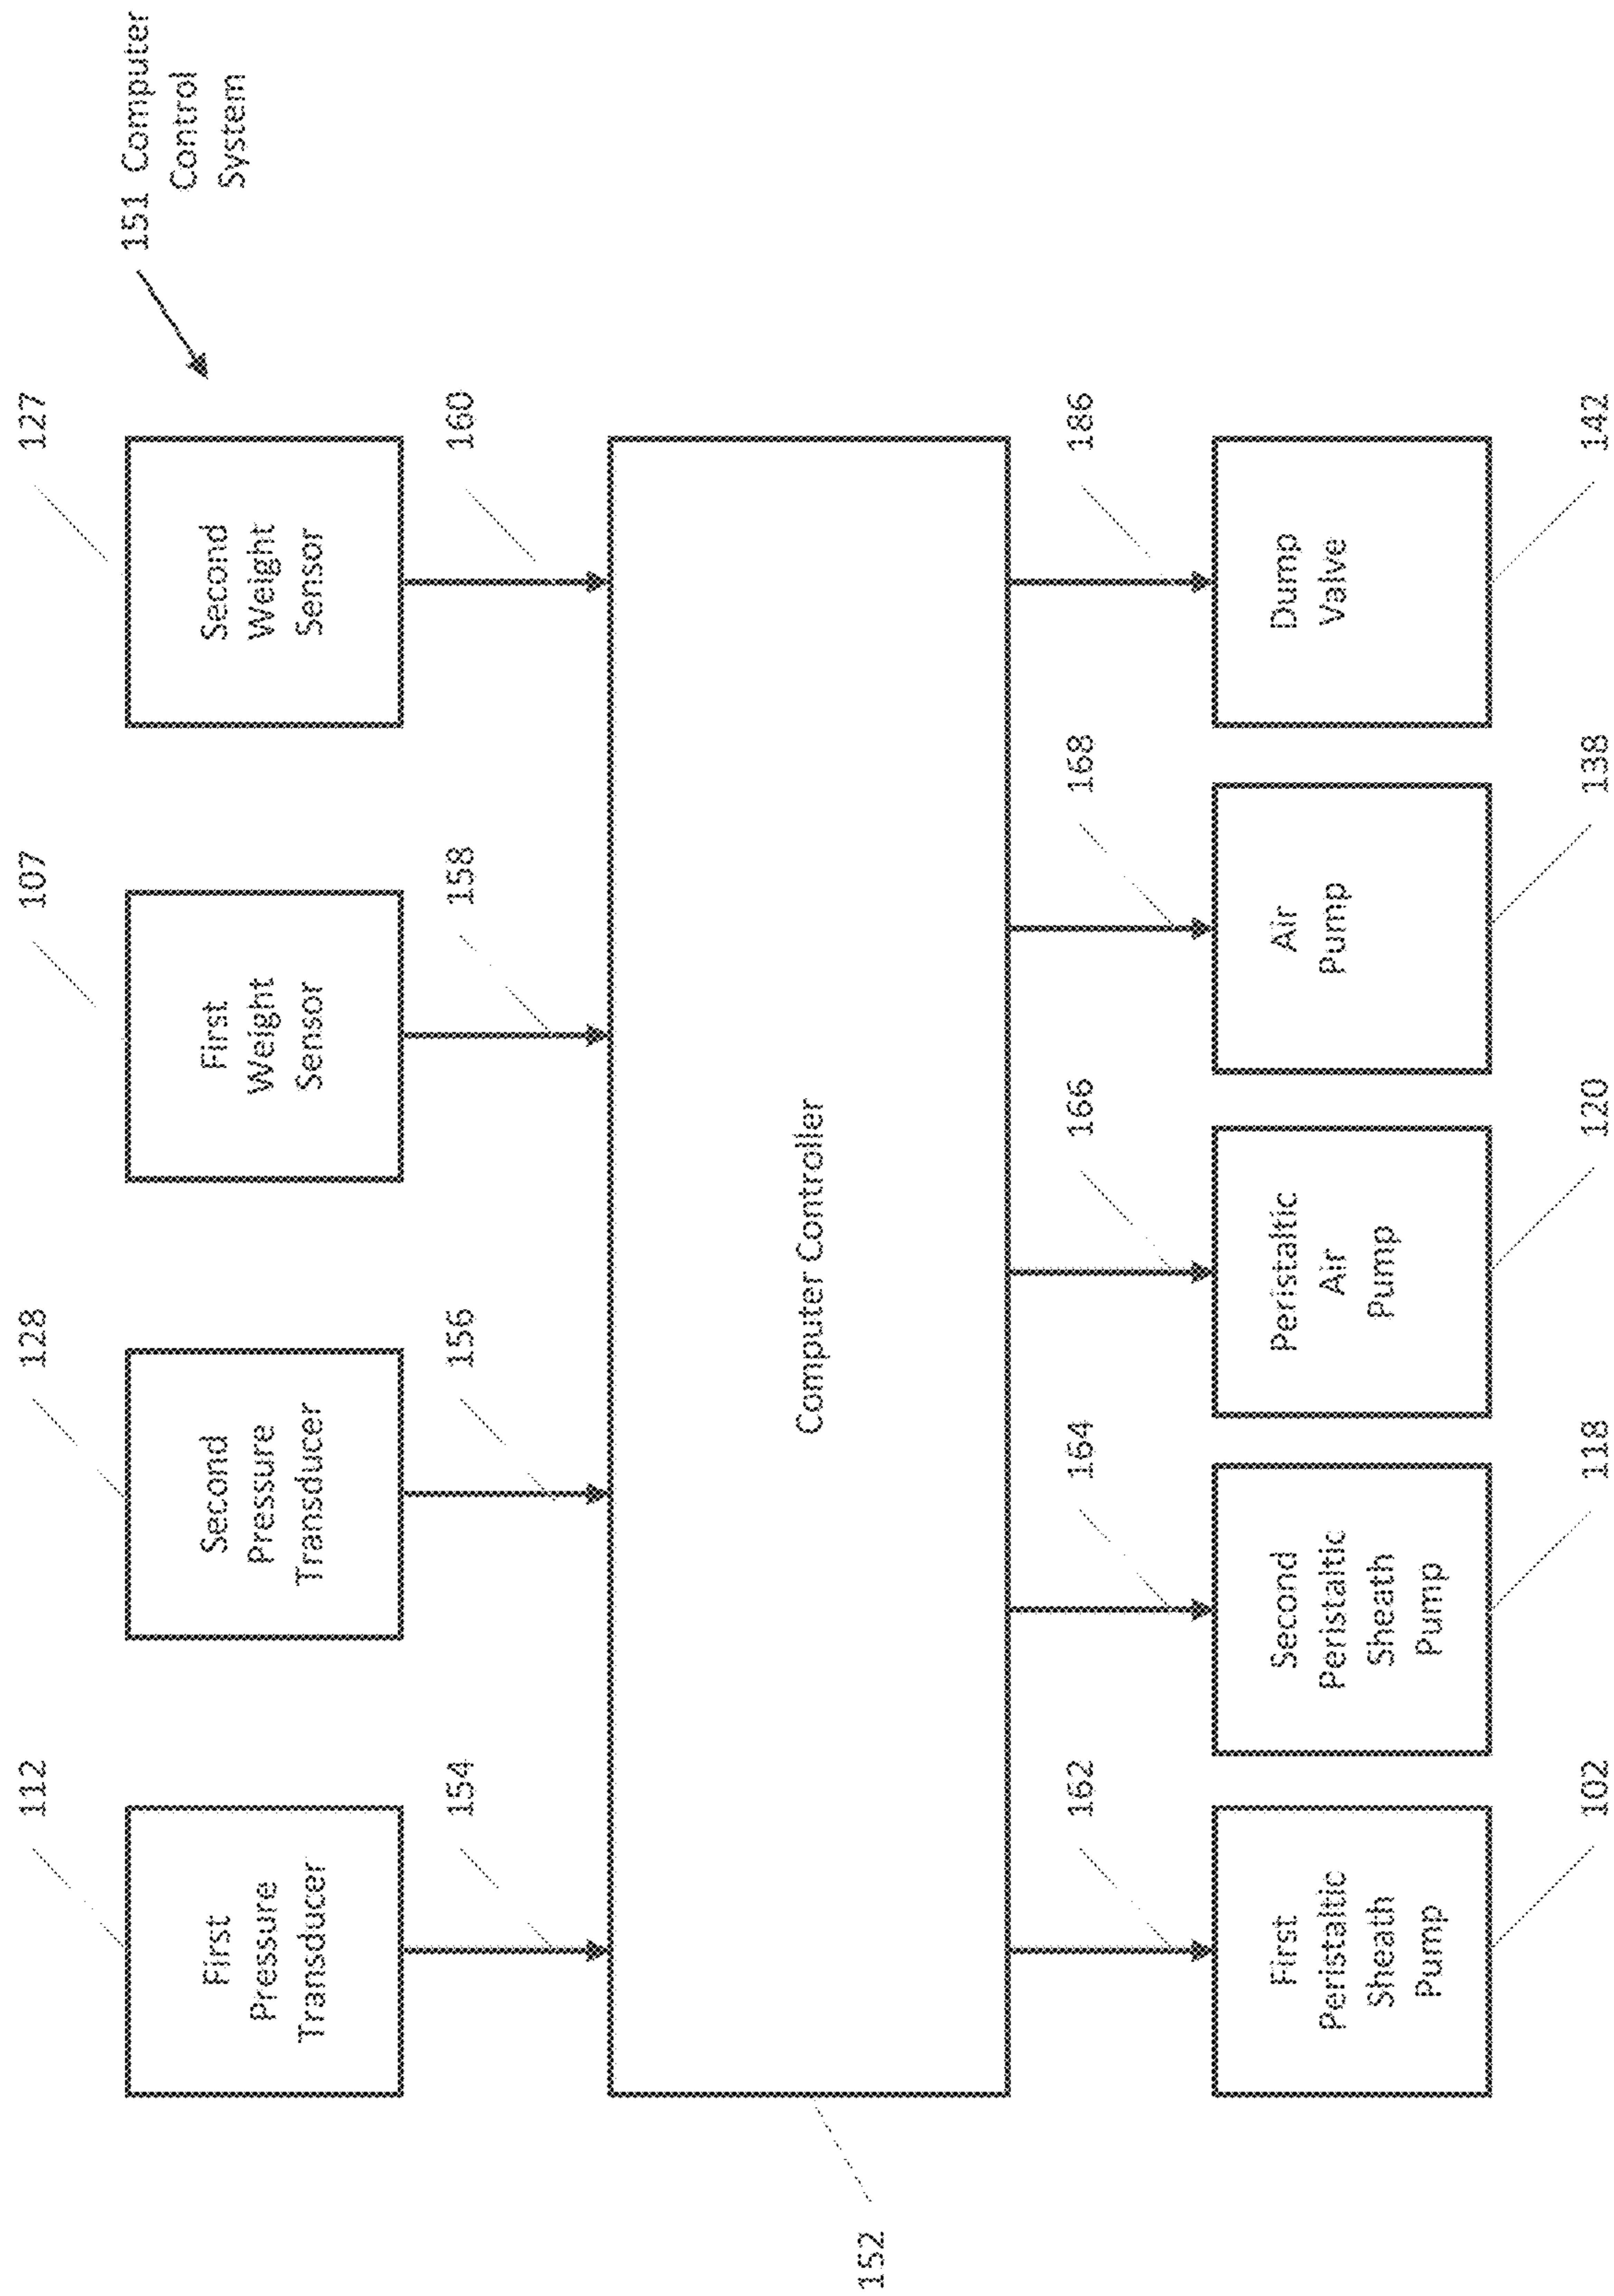 151 Computer
Control
System
112
128
107
127
First
Pressure
Transducer
Second
Pressure
Transducer
First
Weight
Sensor
Second
Weight
Sensor
154
156
158
160
152
Computer Controller
162
164
166
168
186
First
Peristaltic
Sheath
Pump
Second
Peristaltic
Sheath
Pump
Peristaltic
Air
Pump
Air
Pump
Dump
Valve
102
118
120
138
142